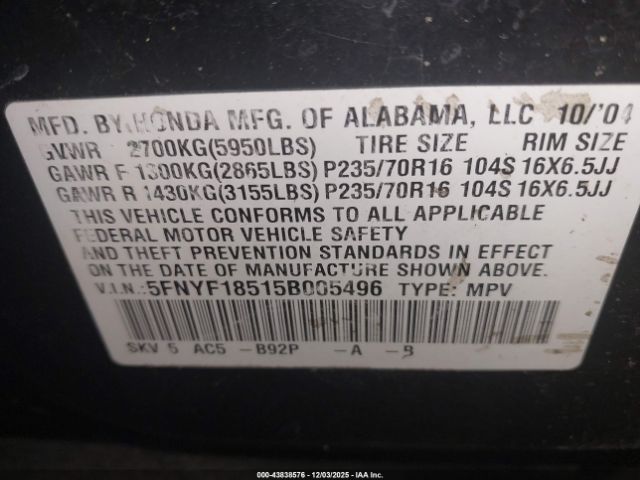 MFD. BY HONDA MFG. OF ALABAMA, LLC 10/'04
GVWR 2700KG(5950LBS) TIRE SIZE RIM SIZE
GAWR F 1300KG(2865LBS) P235/70R16 104S 16X6.5JJ
GAWR R 1430KG(3155LBS) P235/70R16 104S 16X6.5JJ
THIS VEHICLE CONFORMS TO ALL APPLICABLE
FEDERAL MOTOR VEHICLE SAFETY
AND THEFT PREVENTION STANDARDS IN EFFECT
ON THE DATE OF MANUFACTURE SHOWN ABOVE.
V.I.N.: 5FNYF18515B005496 TYPE: MPV
SKV 5 AC5 -B92P -A -B
000-43838576 - 12/03/2025 - IAA Inc.